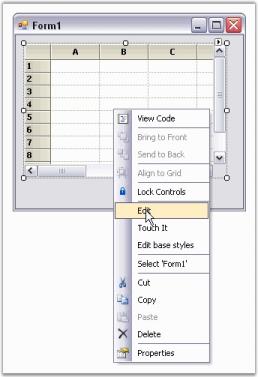 Form1
A B C
1
2
3
4
5
6
7
8
View Code
Bring to Front
Send to Back
Align to Grid
Lock Controls
Edit
Touch It
Edit base styles
Select 'Form1'
Cut
Copy
Paste
Delete
Properties